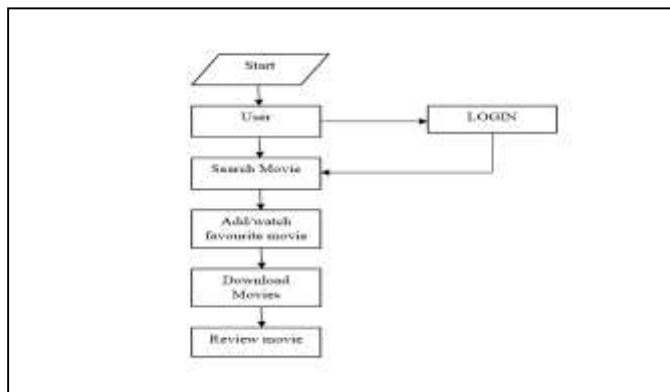 Start
User
LOGIN
Search Movie
Add/watch
favourite movie
Download
Movies
Review movie